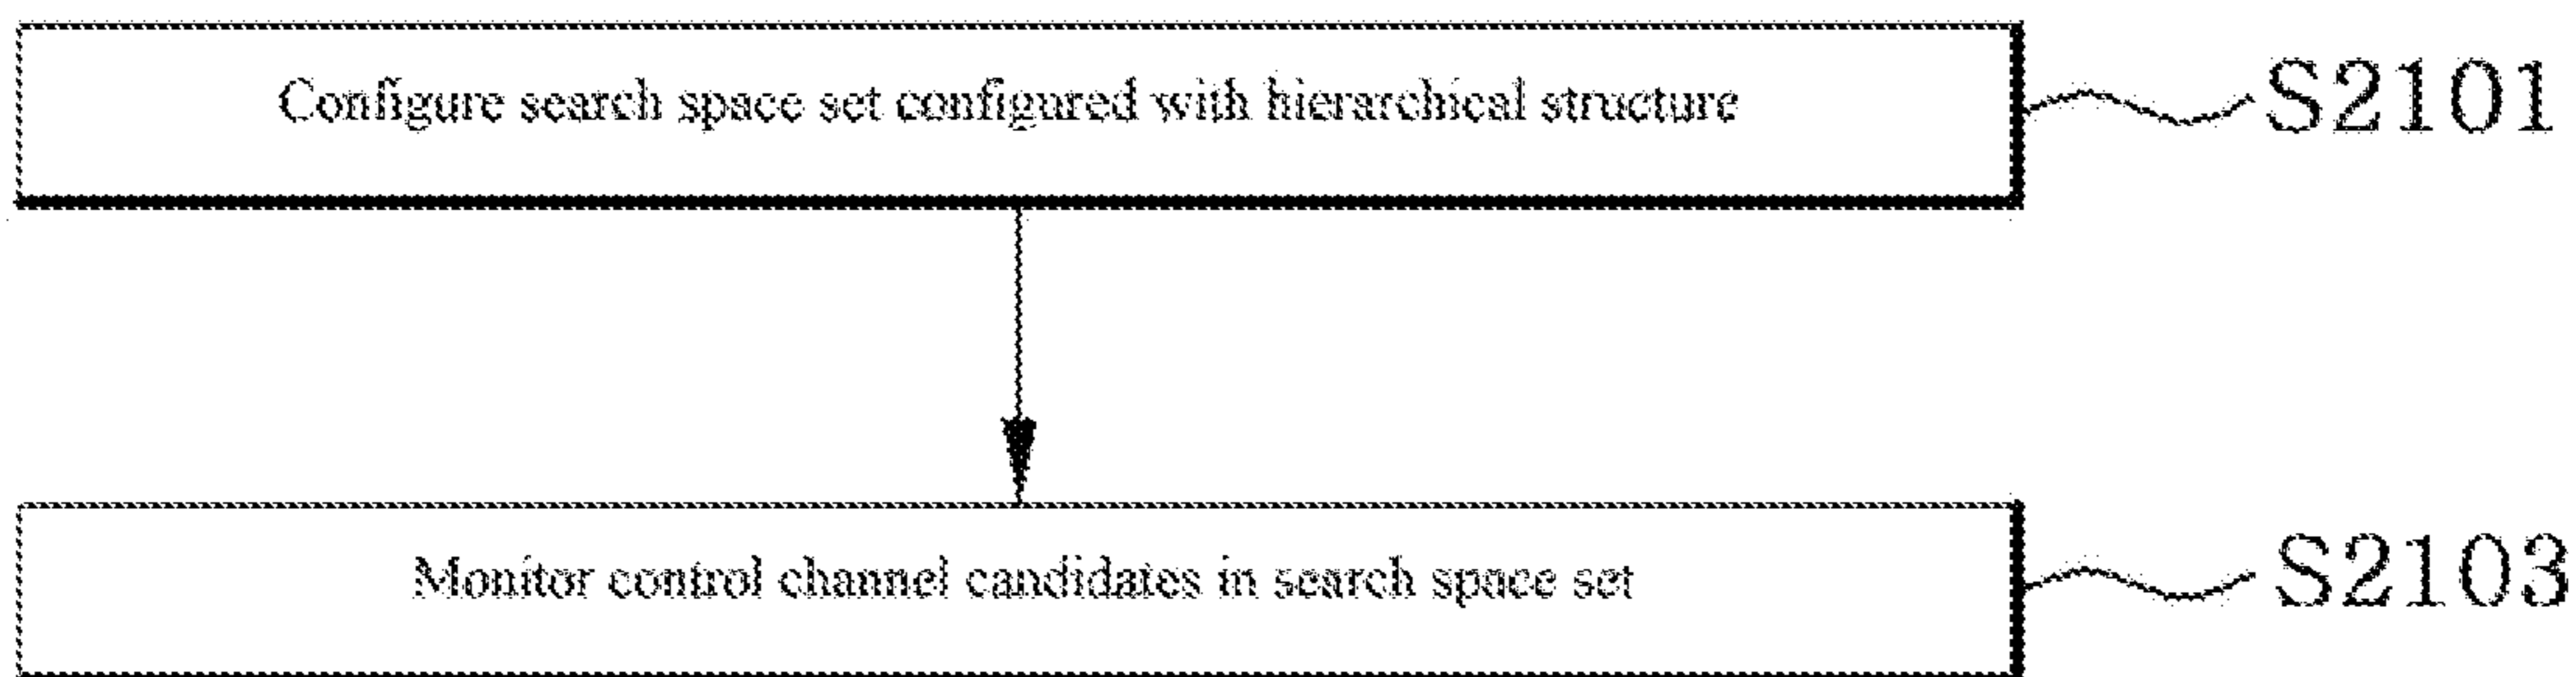 Configure search space set configured with hierarchical structure S2101
Monitor control channel candidates in search space set S2103